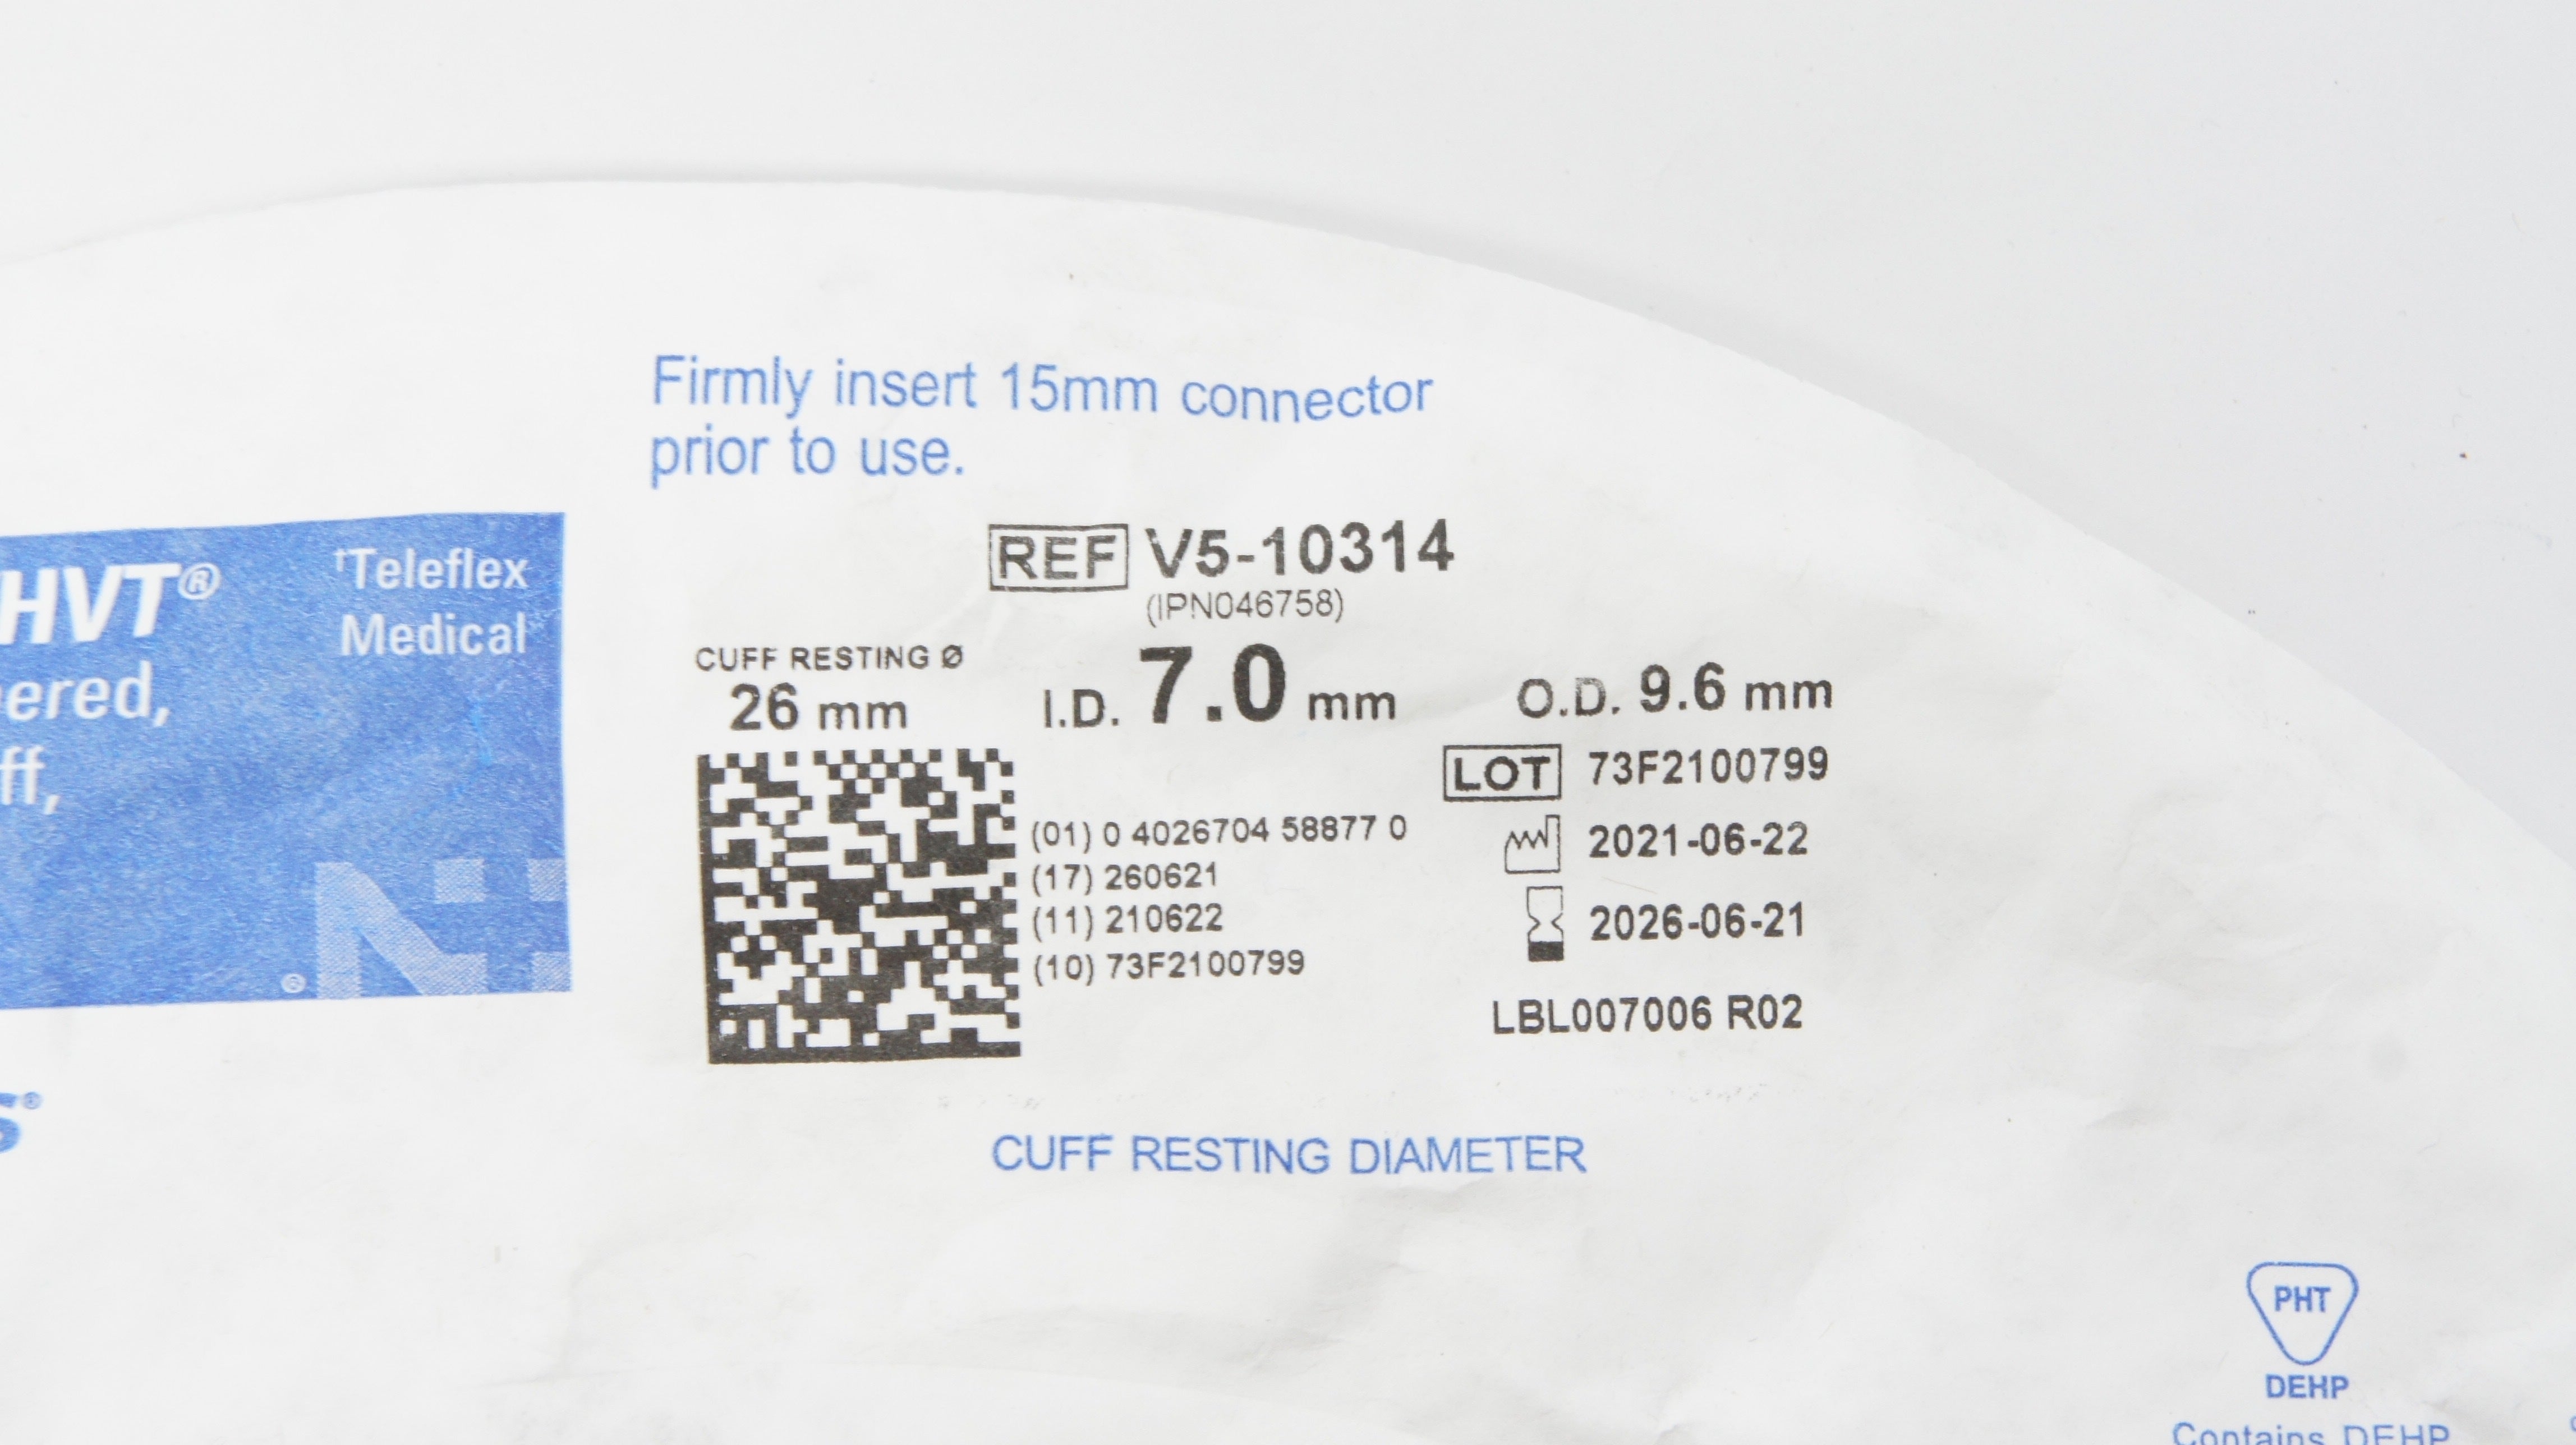 Firmly insert 15mm connector
prior to use.
HVT®
†Teleflex
Medical
REF V5-10314
(IPN046758)
CUFF RESTING Ø
26 mm
I.D. 7.0 mm
O.D. 9.6 mm
LOT 73F2100799
2021-06-22
2026-06-21
LBL007006 R02
(01) 0 4026704 58877 0
(17) 260621
(11) 210622
(10) 73F2100799
CUFF RESTING DIAMETER
PHT
DEHP
Contains DEHP